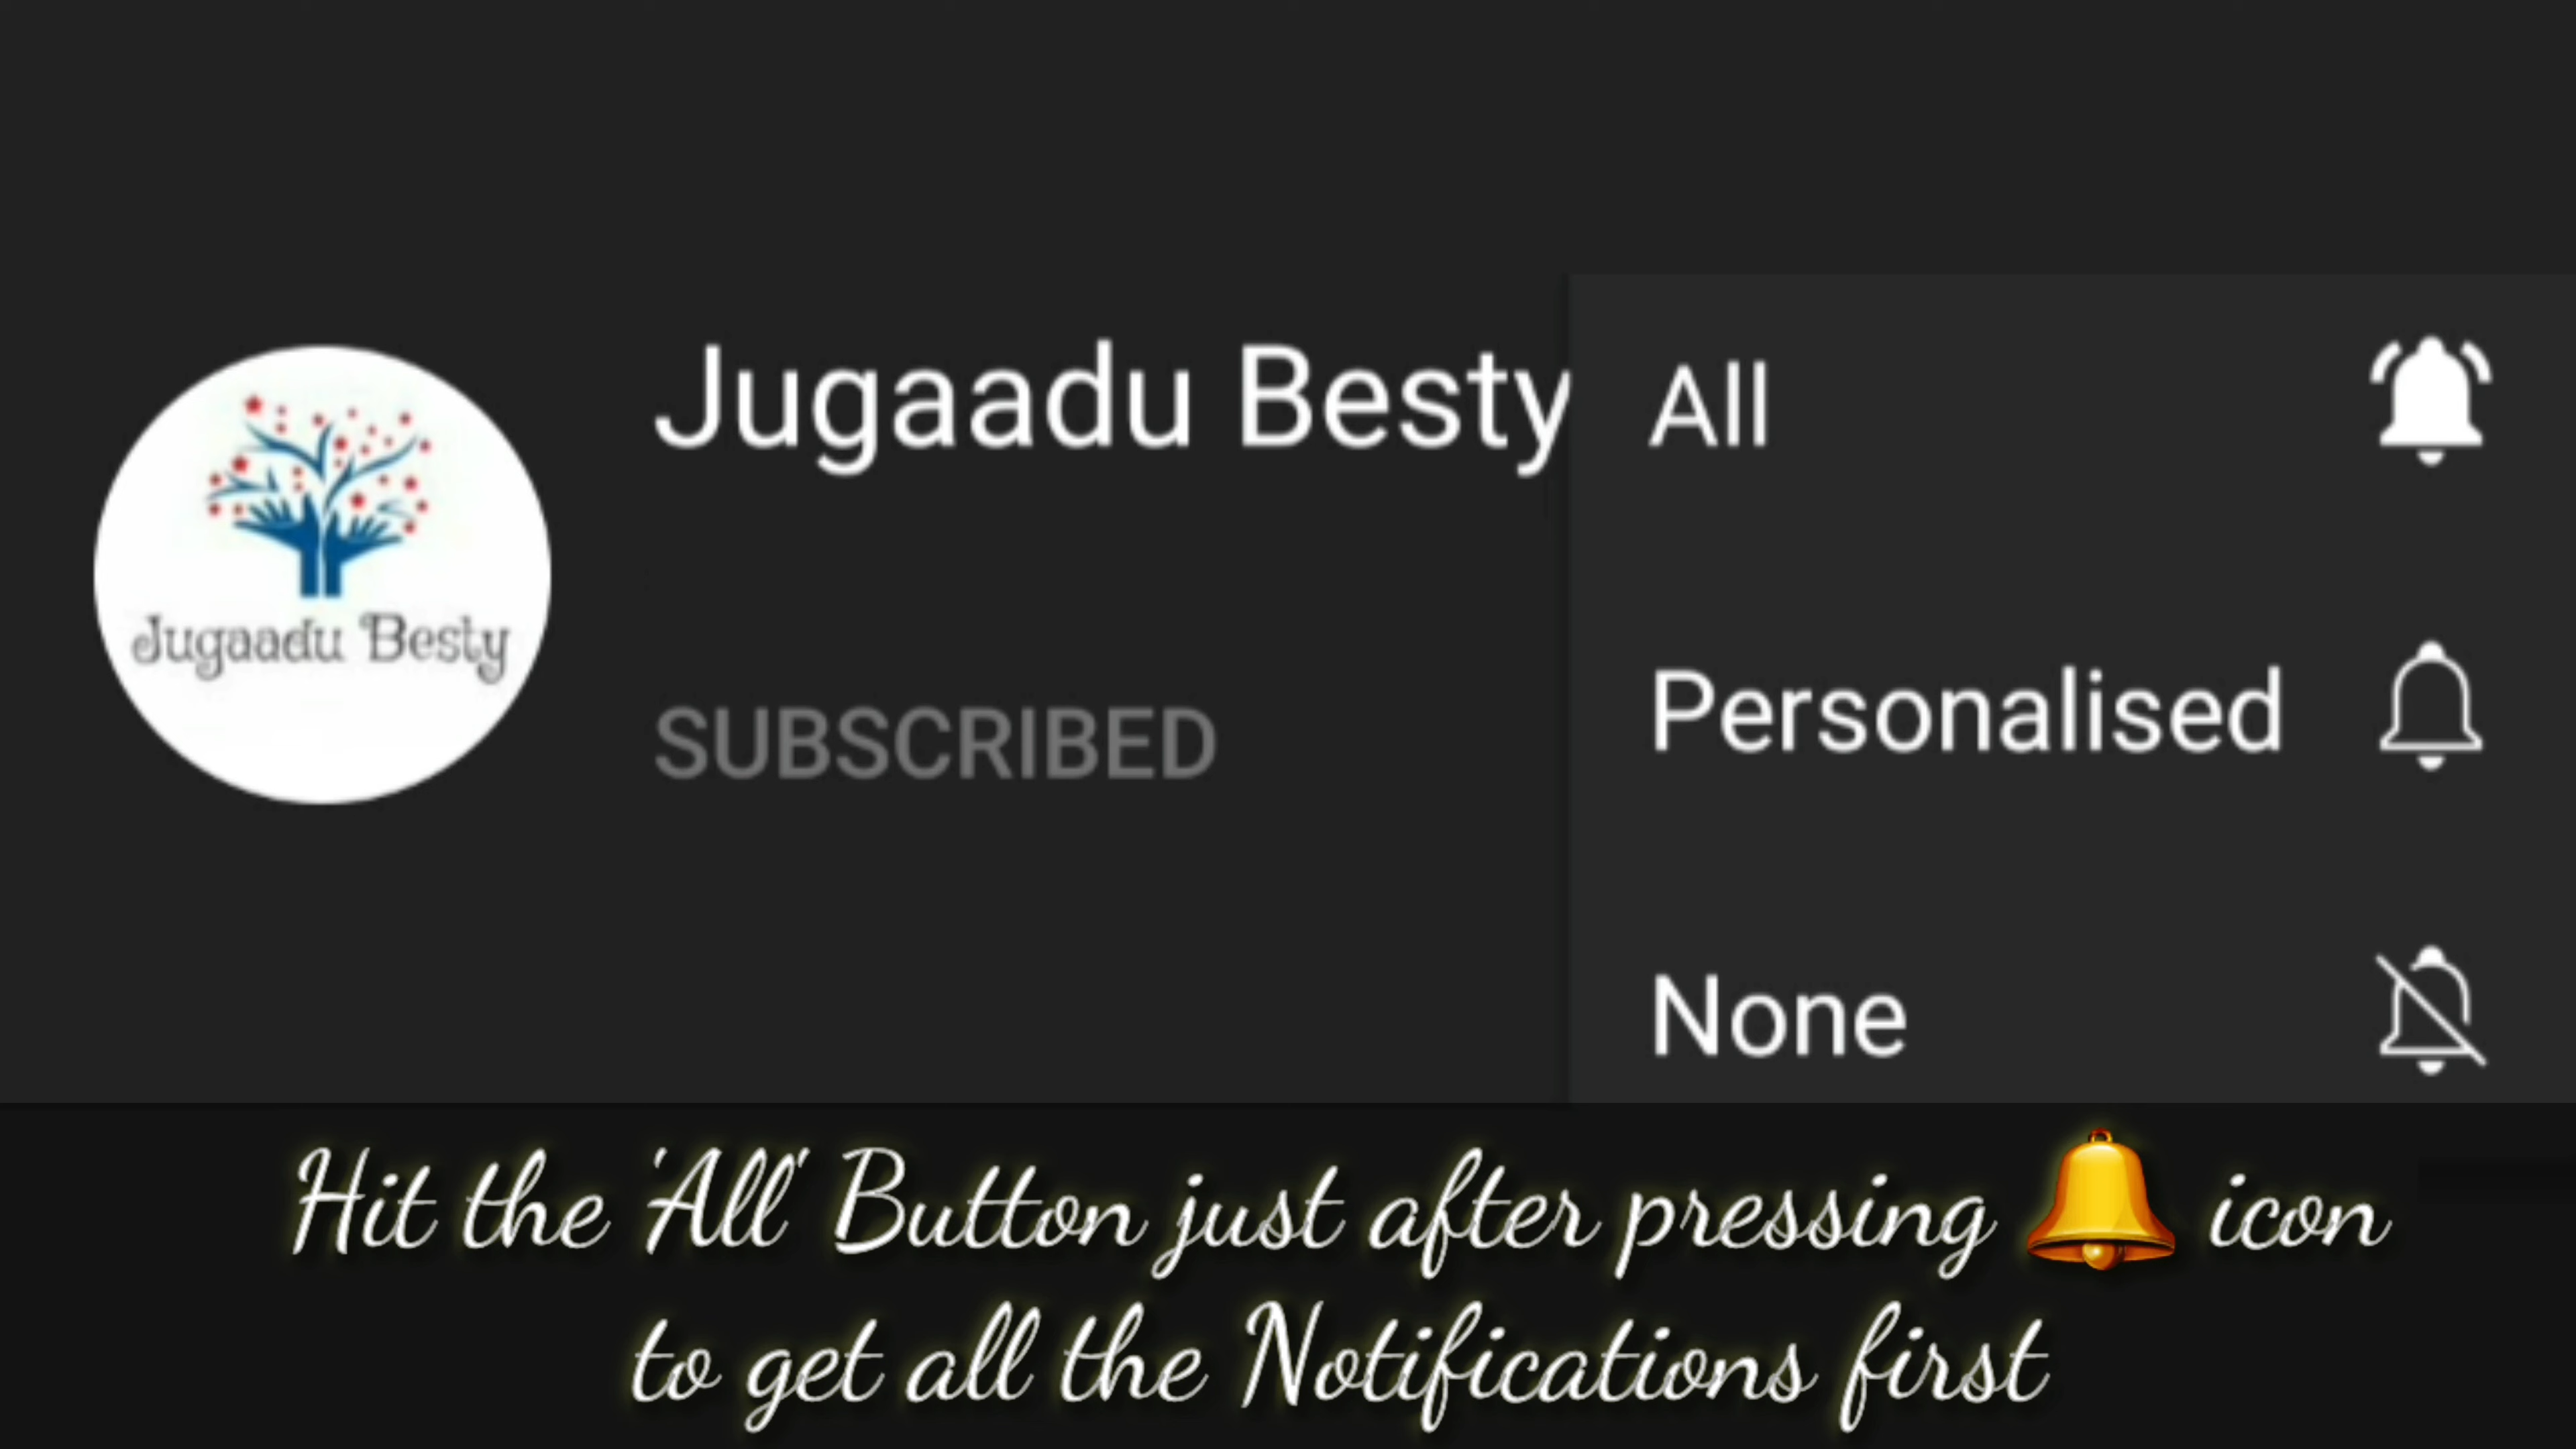 Jugaadu Besty
Jugaadu Besty
SUBSCRIBED
All
Personalised
None
Hit the 'All' Button just after pressing 🔔 icon
to get all the Notifications first